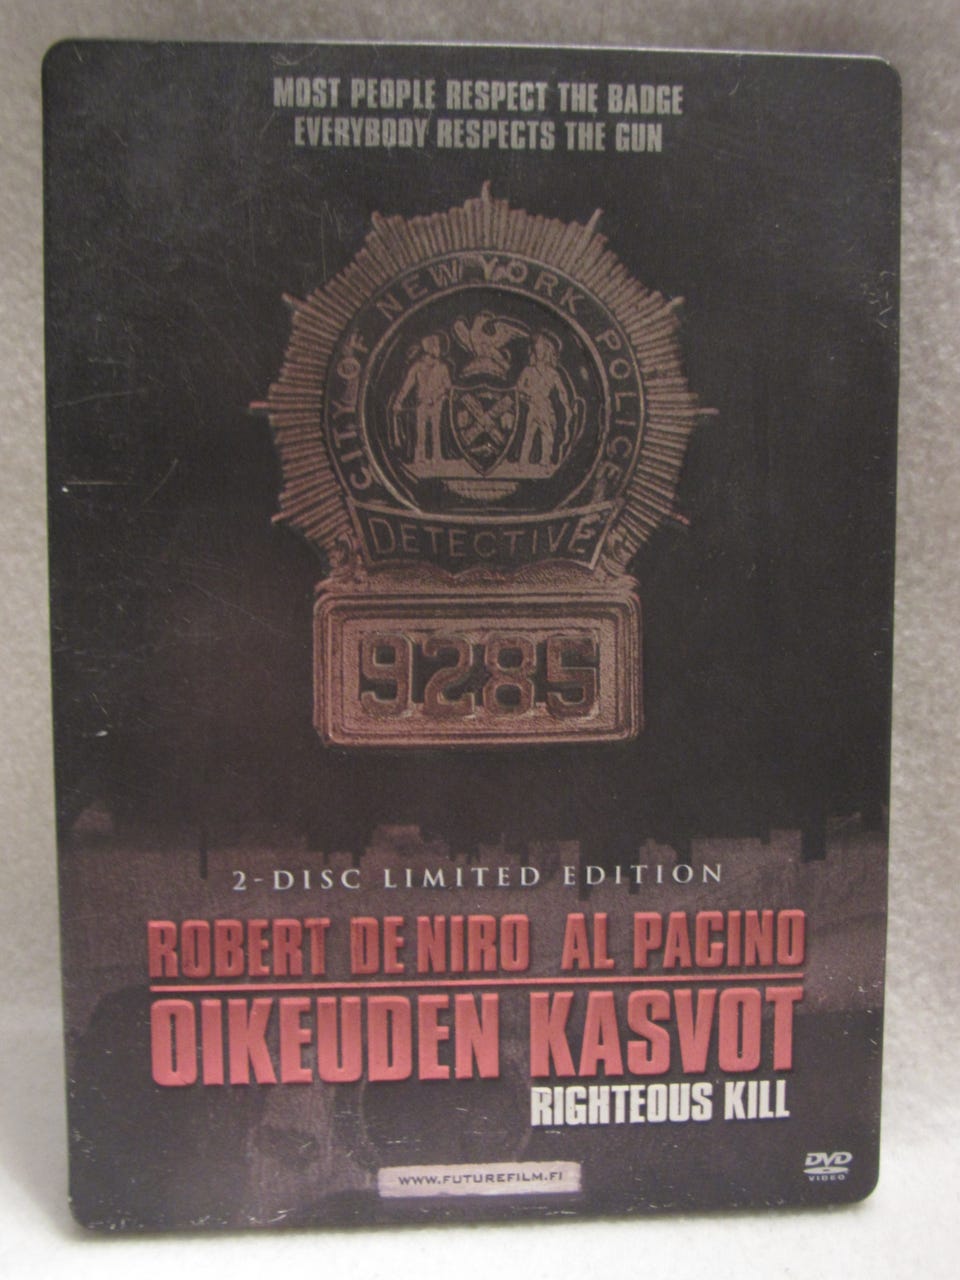 MOST PEOPLE RESPECT THE BADGE
EVERYBODY RESPECTS THE GUN
CITY OF NEW YORK POLICE
DETECTIVE
9285
2-DISC LIMITED EDITION
ROBERT DE NIRO AL PACINO
OIKEUDEN KASVOT
RIGHTEOUS KILL
WWW.FUTUREFILM.FI
DVD
VIDEO